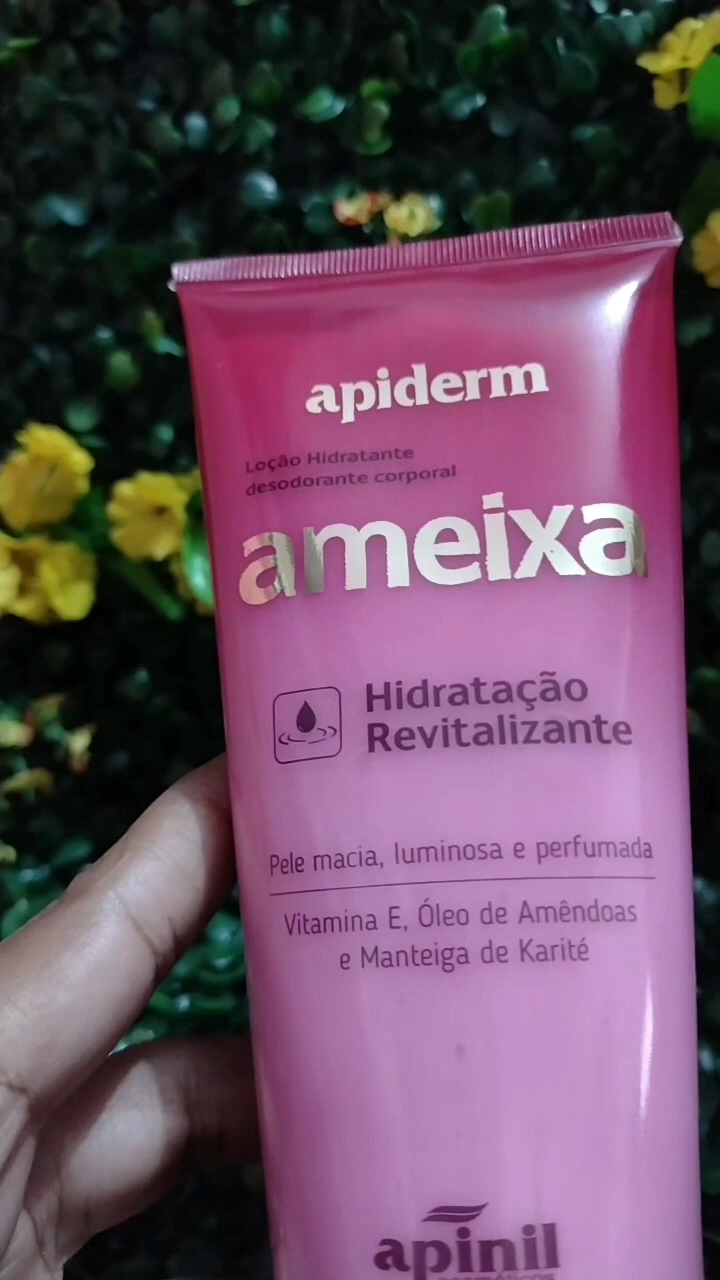 apiderm
Loção Hidratante
desodorante corporal
ameixa
Hidratação
Revitalizante
Pele macia, luminosa e perfumada
Vitamina E, Óleo de Amêndoas
e Manteiga de Karité
apinil